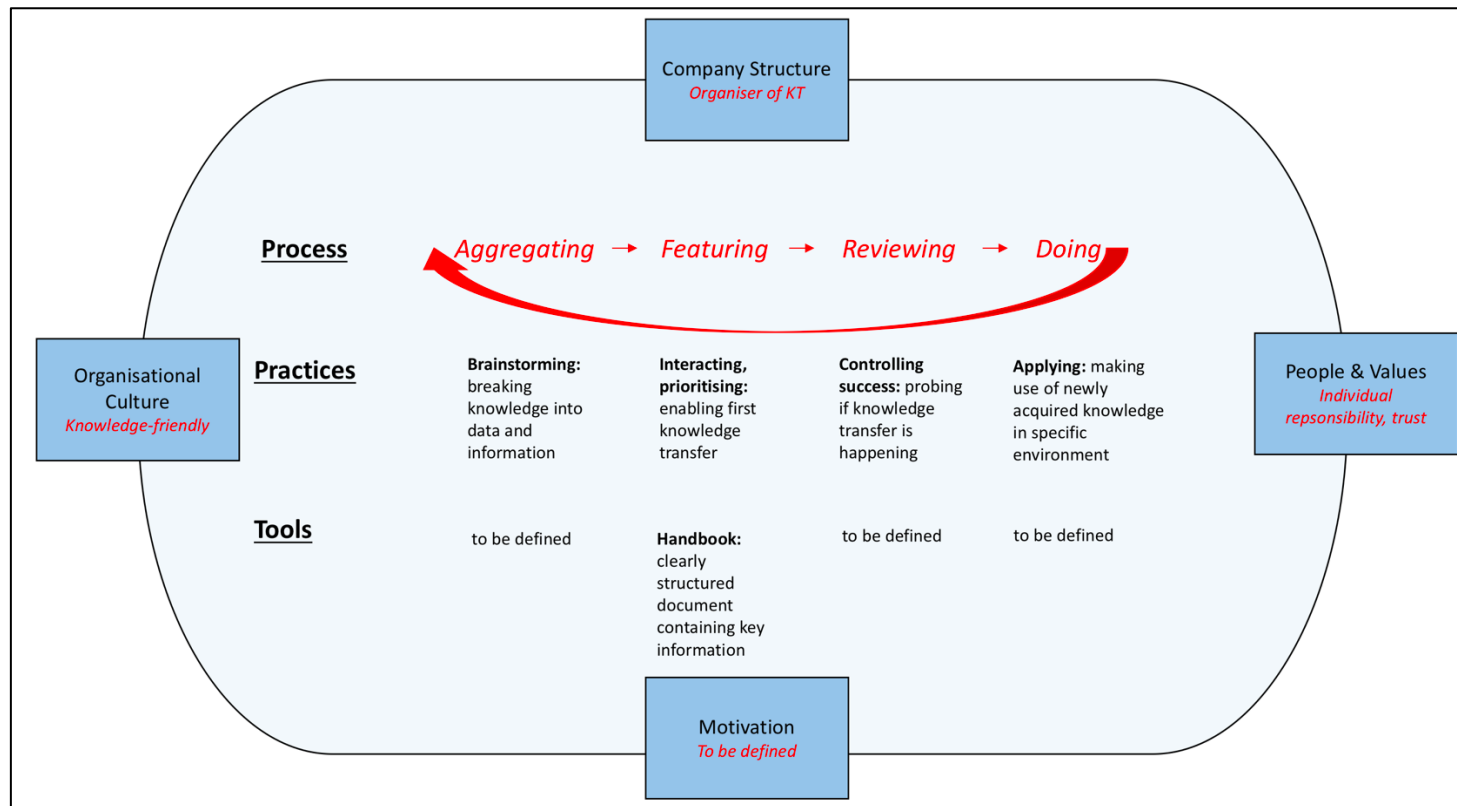 Company Structure
Organiser of KT
Process
Aggregating → Featuring → Reviewing → Doing
Organisational
Culture
Knowledge-friendly
Practices
Brainstorming:
breaking
knowledge into
data and
information
Interacting,
prioritising:
enabling first
knowledge
transfer
Controlling
success: probing
if knowledge
transfer is
happening
Applying: making
use of newly
acquired knowledge
in specific
environment
People & Values
Individual
repsonsibility, trust
Tools
to be defined
Handbook:
clearly
structured
document
containing key
information
to be defined
to be defined
Motivation
To be defined